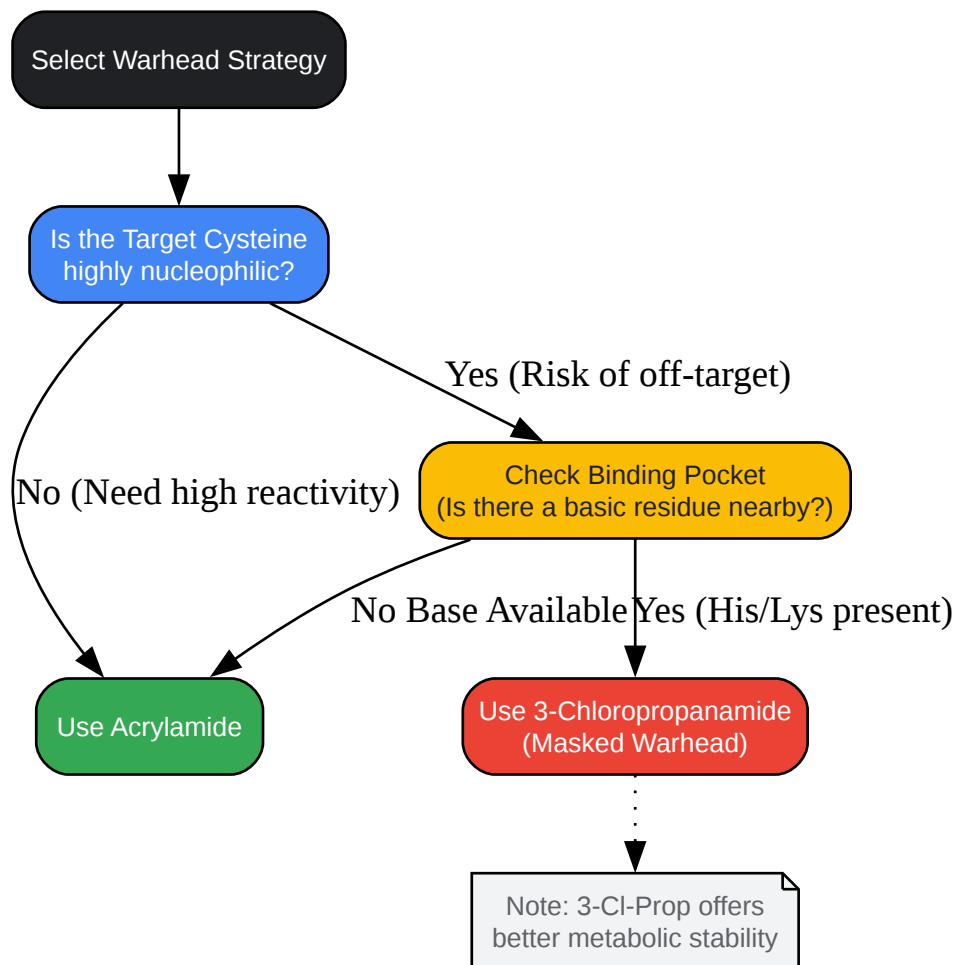 Select Warhead Strategy
Is the Target Cysteine
highly nucleophilic?
Yes (Risk of off-target)
No (Need high reactivity)
Check Binding Pocket
(Is there a basic residue nearby?)
No Base Available
Yes (His/Lys present)
Use Acrylamide
Use 3-Chloropropanamide
(Masked Warhead)
Note: 3-Cl-Prop offers
better metabolic stability